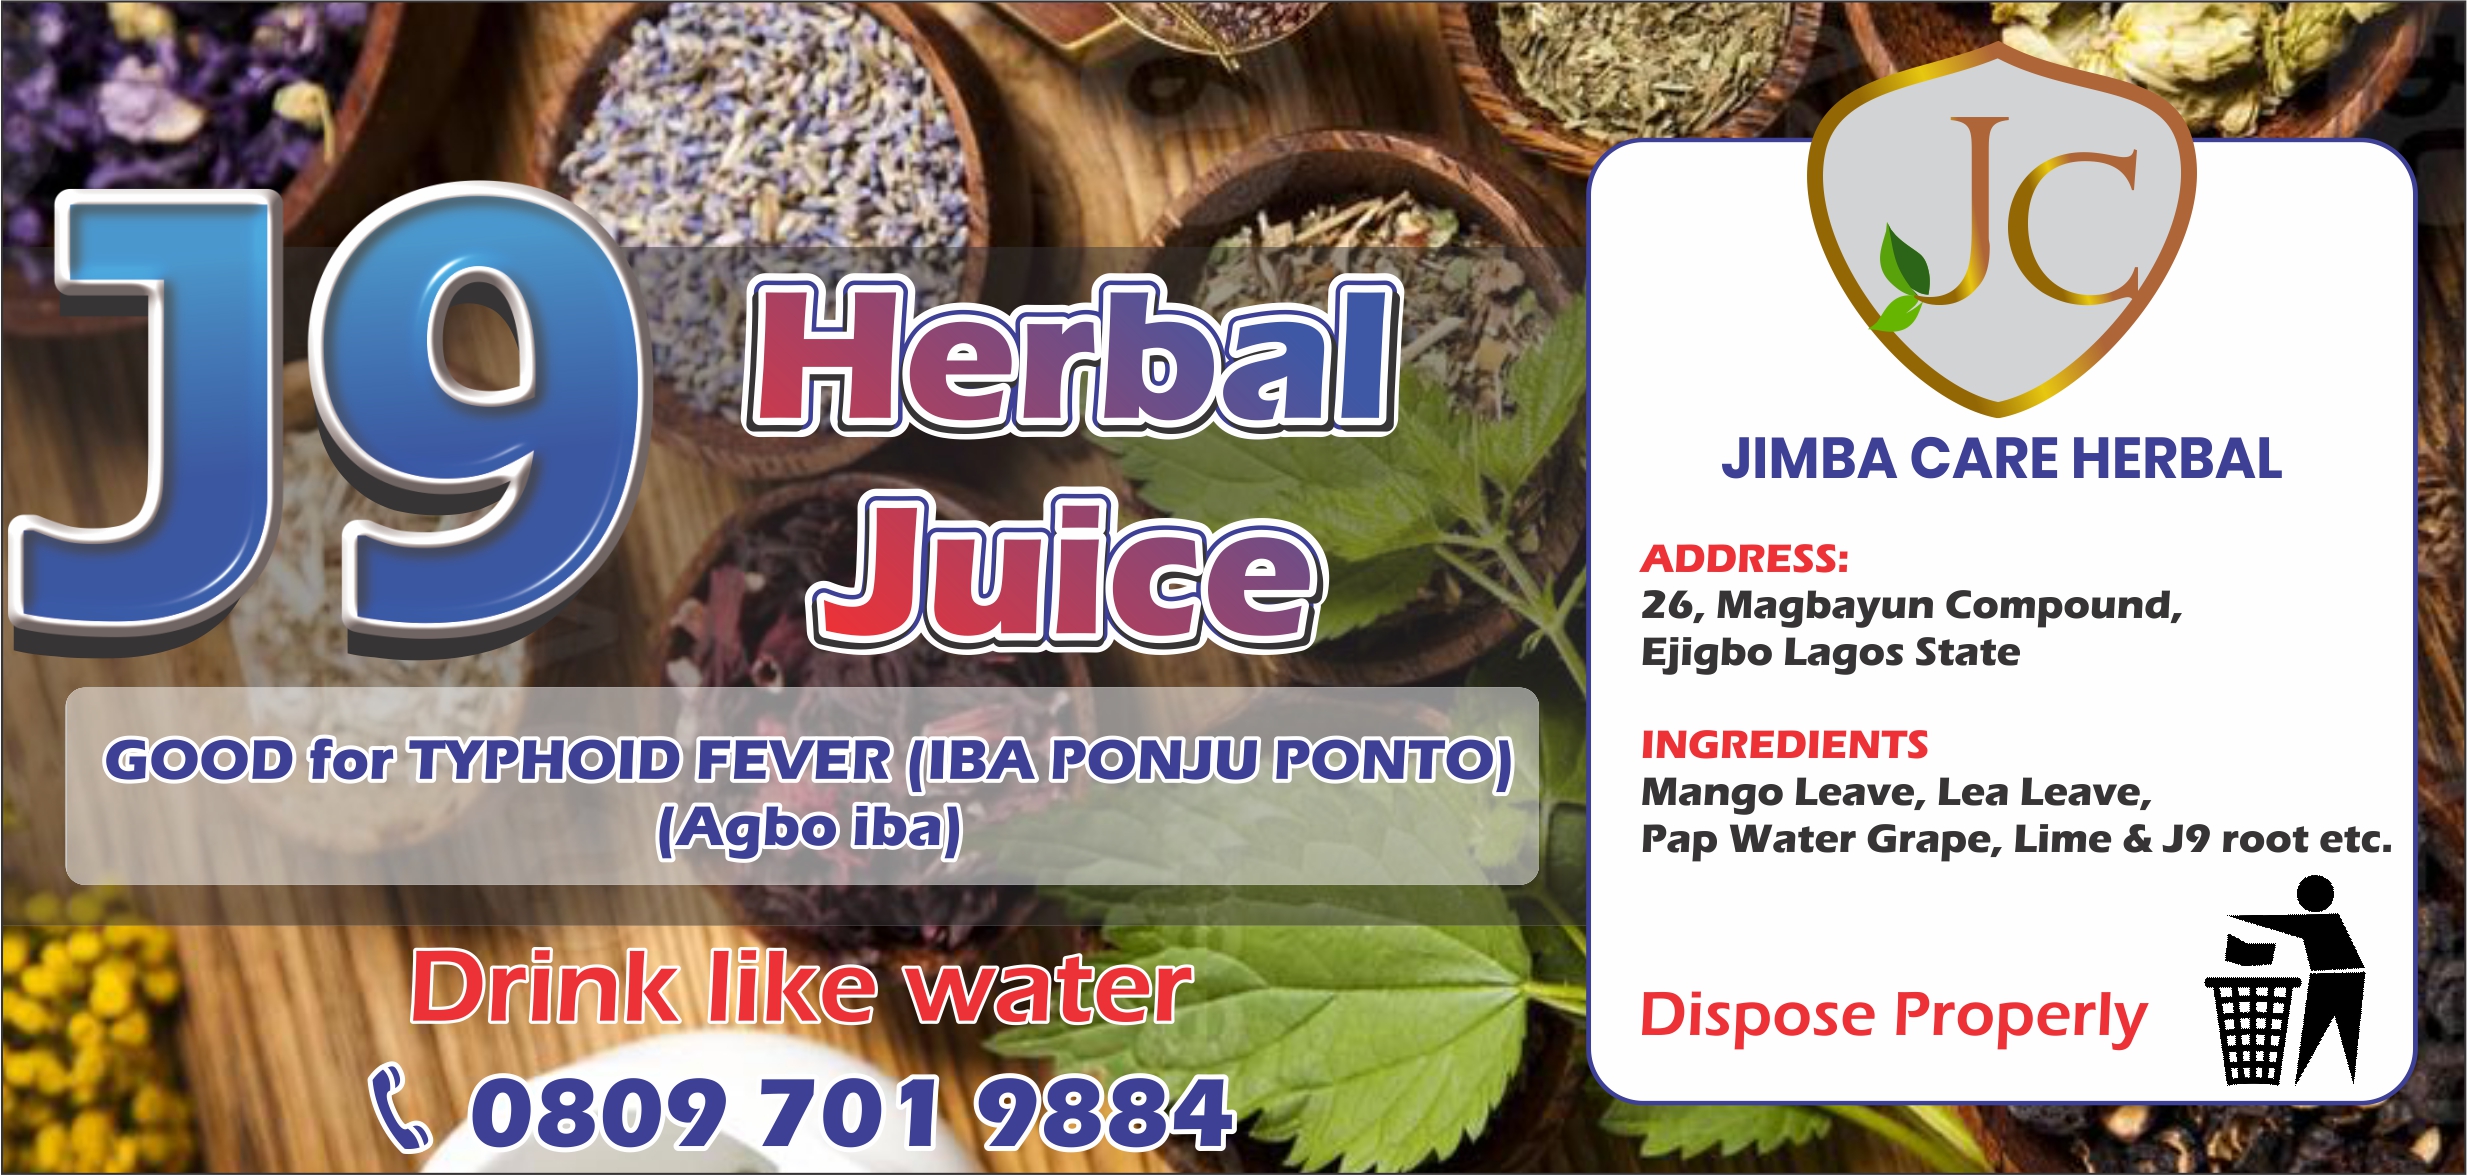 J9
Herbal
Juice
GOOD for TYPHOID FEVER (IBA PONJU PONTO)
(Agbo iba)
Drink like water
0809 701 9884
JC
JIMBA CARE HERBAL
ADDRESS:
26, Magbayun Compound,
Ejigbo Lagos State
INGREDIENTS
Mango Leave, Lea Leave,
Pap Water Grape, Lime & J9 root etc.
Dispose Properly